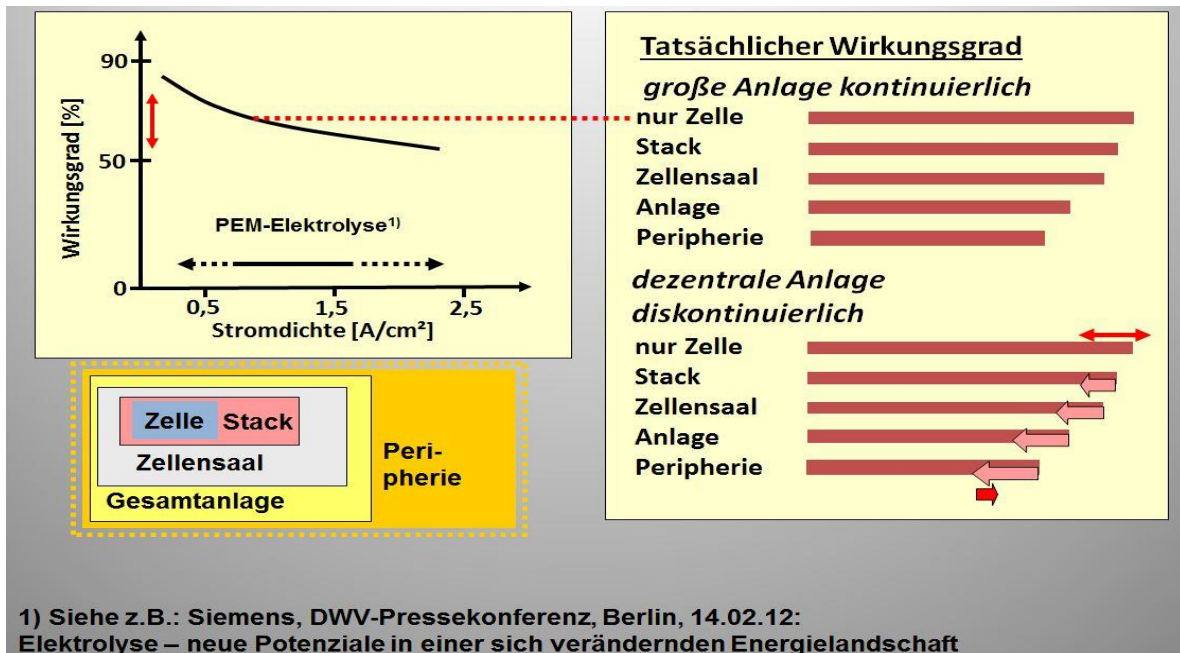 90
50
0
Wirkungsgrad [%]
PEM-Elektrolyse¹⁾
0,5
1,5
2,5
Stromdichte [A/cm²]
Zelle Stack
Zellensaal
Gesamtanlage
Peri-
pherie
Tatsächlicher Wirkungsgrad
große Anlage kontinuierlich
nur Zelle
Stack
Zellensaal
Anlage
Peripherie
dezentrale Anlage
diskontinuierlich
nur Zelle
Stack
Zellensaal
Anlage
Peripherie
1) Siehe z.B.: Siemens, DWV-Pressekonferenz, Berlin, 14.02.12:
Elektrolyse – neue Potenziale in einer sich verändernden Energielandschaft